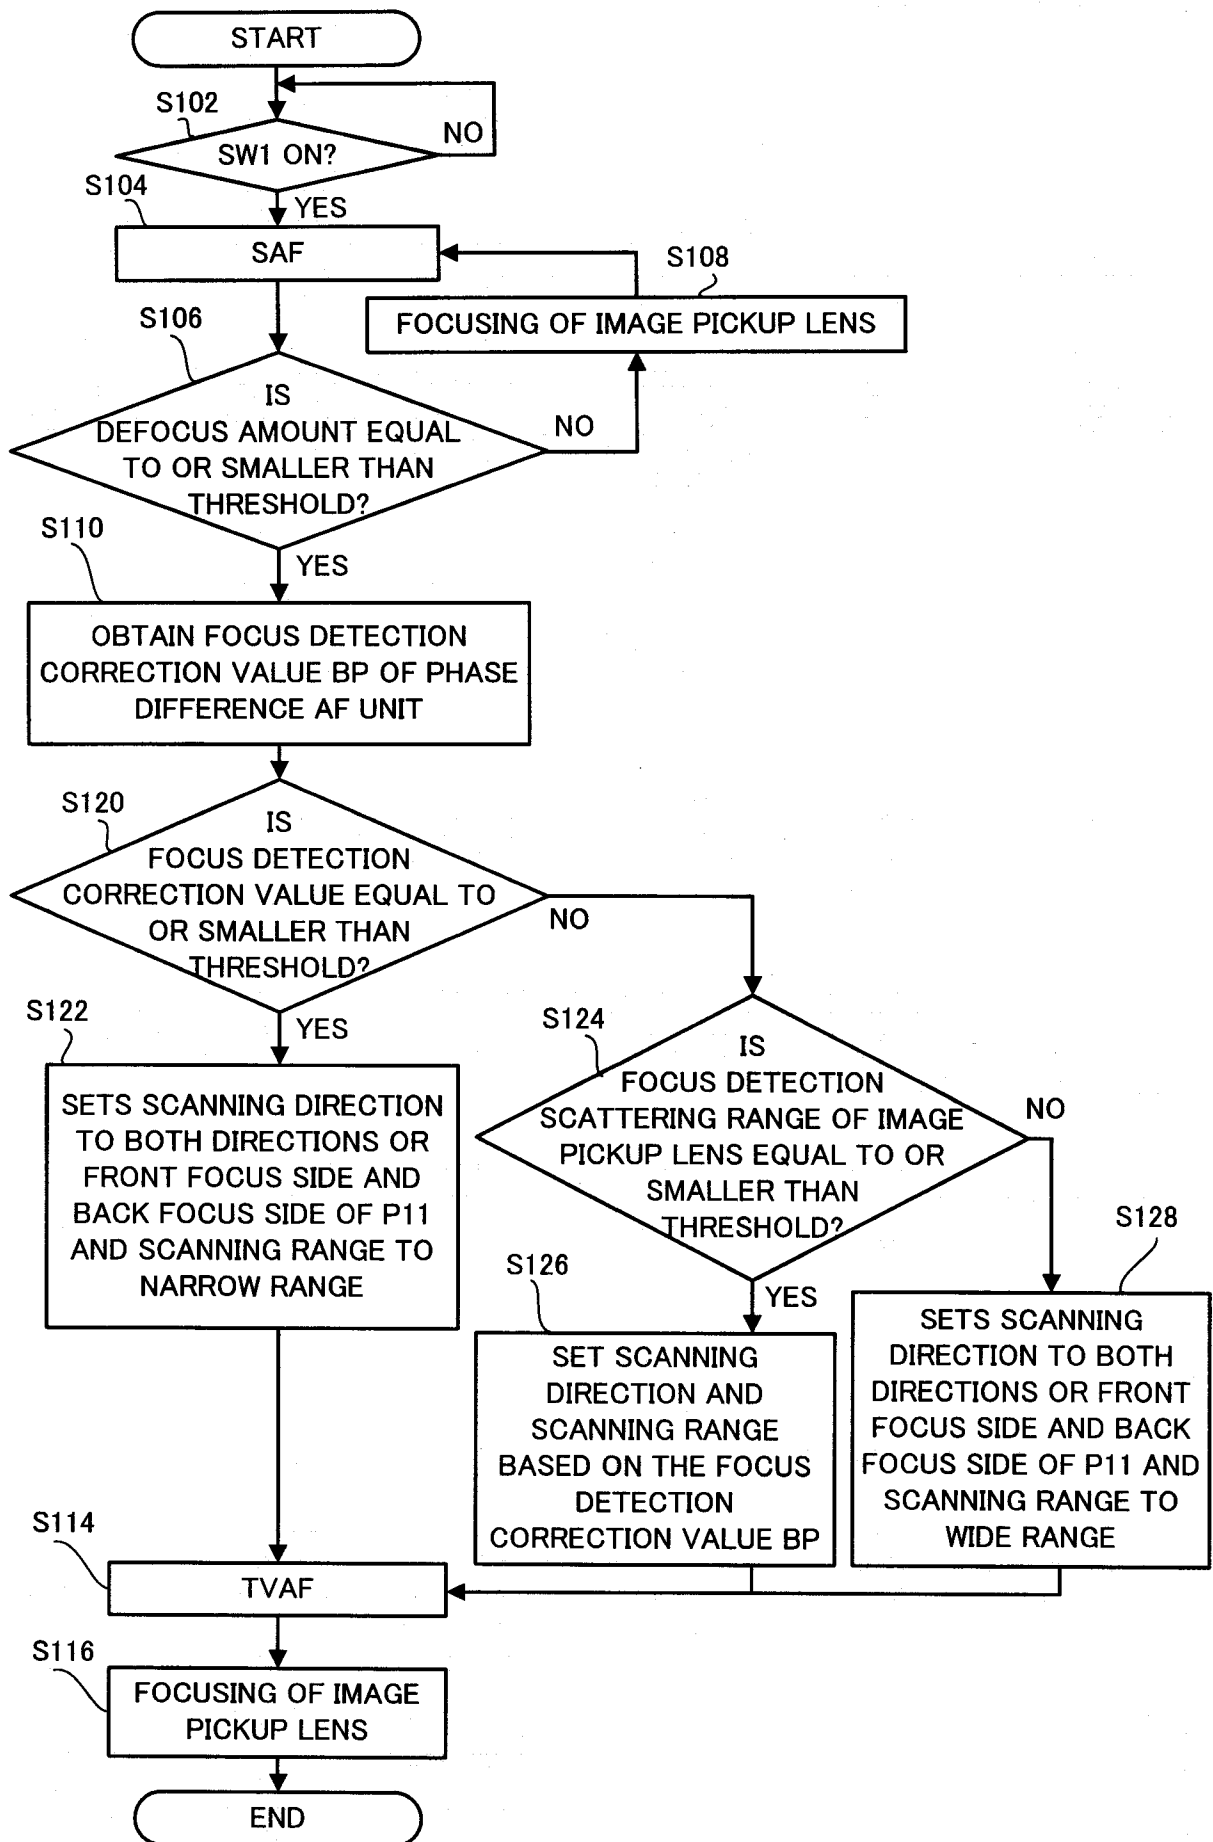 START
S102
NO
SW1 ON?
S104
YES
SAF
S108
FOCUSING OF IMAGE PICKUP LENS
S106
IS
DEFOCUS AMOUNT EQUAL
TO OR SMALLER THAN
THRESHOLD?
NO
S110
YES
OBTAIN FOCUS DETECTION
CORRECTION VALUE BP OF PHASE
DIFFERENCE AF UNIT
S120
IS
FOCUS DETECTION
CORRECTION VALUE EQUAL TO
OR SMALLER THAN
THRESHOLD?
NO
S122
YES
SETS SCANNING DIRECTION
TO BOTH DIRECTIONS OR
FRONT FOCUS SIDE AND
BACK FOCUS SIDE OF P11
AND SCANNING RANGE TO
NARROW RANGE
S124
IS
FOCUS DETECTION
SCATTERING RANGE OF IMAGE
PICKUP LENS EQUAL TO OR
SMALLER THAN
THRESHOLD?
NO
S126
YES
SET SCANNING
DIRECTION AND
SCANNING RANGE
BASED ON THE FOCUS
DETECTION
CORRECTION VALUE BP
S128
SETS SCANNING
DIRECTION TO BOTH
DIRECTIONS OR FRONT
FOCUS SIDE AND BACK
FOCUS SIDE OF P11 AND
SCANNING RANGE TO
WIDE RANGE
S114
TVAF
S116
FOCUSING OF IMAGE
PICKUP LENS
END